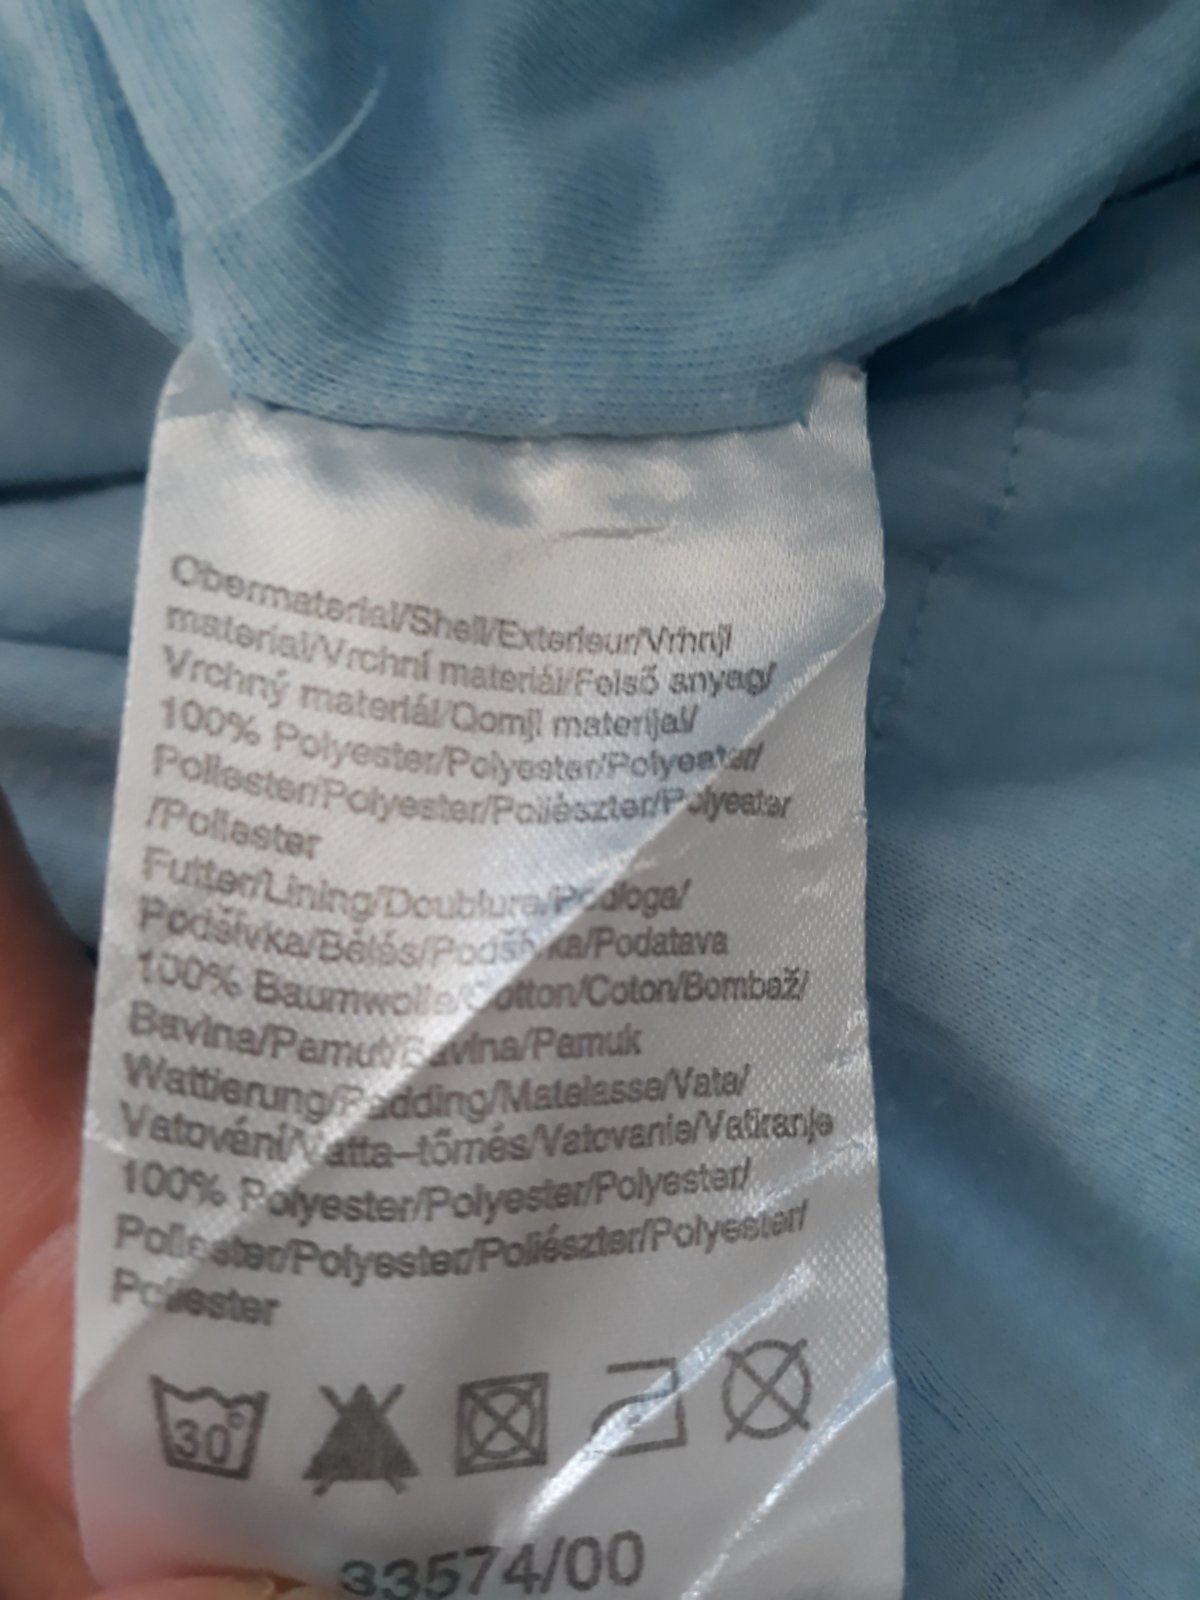 Obermaterial/Shell/Exterieur/Vrhnji
material/Vrchní materiál/Felső anyag/
Vrchný materiál/Gornji materijal/
100% Polyester/Polyester/Polyester/
Poliester/Polyester/Poliészter/Polyester
/Poliester
Futter/Lining/Doublure/Podloga/
Podšívka/Bélés/Podšívka/Podstava
100% Baumwolle/Cotton/Coton/Bombaž/
Bavlna/Pamut/Bavlna/Pamuk
Wattierung/Padding/Matelasse/Vata/
Vatování/Vatta-tömés/Vatovanie/Vatiranje
100% Polyester/Polyester/Polyester/
Poliester/Polyester/Poliészter/Polyester/
Poliester
30°
33574/00